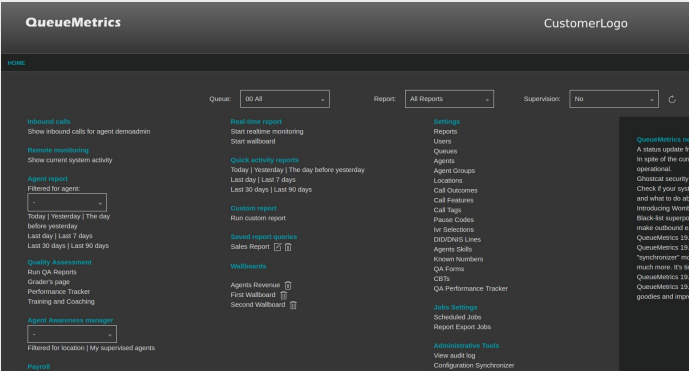 QueueMetrics
CustomerLogo
HOME
Queue: 00 All
Report: All Reports
Supervision: No
Inbound calls
Show inbound calls for agent demoadmin
Remote monitoring
Show current system activity
Agent report
Filtered for agent:
-
Today | Yesterday | The day
before yesterday
Last day | Last 7 days
Last 30 days | Last 90 days
Quality Assessment
Run QA Reports
Grader's page
Performance Tracker
Training and Coaching
Agent Awareness manager
-
Filtered for location | My supervised agents
Payroll
Real-time report
Start realtime monitoring
Start wallboard
Quick activity reports
Today | Yesterday | The day before yesterday
Last day | Last 7 days
Last 30 days | Last 90 days
Custom report
Run custom report
Saved report queries
Sales Report
Wallboards
Agents Revenue
First Wallboard
Second Wallboard
Settings
Reports
Users
Queues
Agents
Agent Groups
Locations
Call Outcomes
Call Features
Call Tags
Pause Codes
Ivr Selections
DID/DNIS Lines
Agents Skills
Known Numbers
QA Forms
CBTs
QA Performance Tracker
Jobs Settings
Scheduled Jobs
Report Export Jobs
Administrative Tools
View audit log
Configuration Synchronizer
QueueMetrics
A status update
In spite of the
operational.
Ghostcat security
Check if your
and what to do
Introducing
Black-list
make outbound
QueueMetrics 19.
QueueMetrics 19.
"synchronizer"
much more. It's
QueueMetrics 19.
QueueMetrics 19.
goodies and